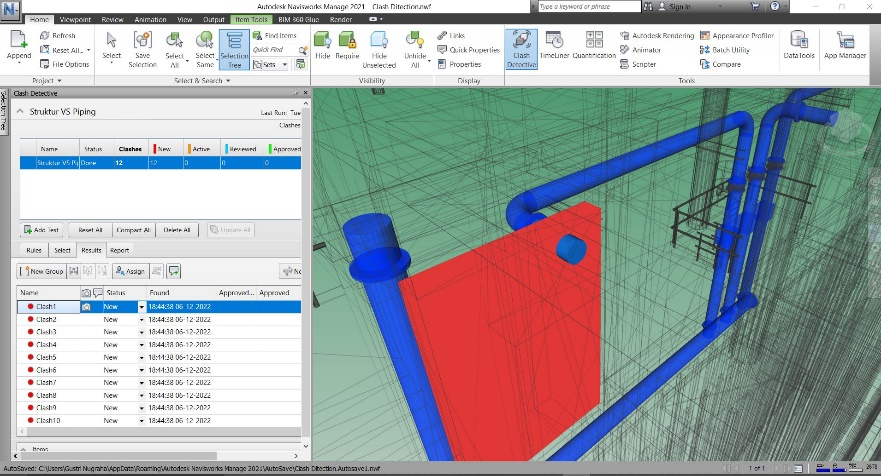 Autodesk Navisworks Manage 2021 Clash Direction.nwf
Type a keyword or phrase
Sign In
Home Viewpoint Review Animation View Output Item Tools BIM 360 Glue Render
Append
Refresh
Reset All...
File Options
Project
Select
Save Selection
Select All
Select Same
Selection Tree
Find Items
Quick Find
Sets
Select & Search
Hide
Require
Hide Unselected
Unhide All
Visibility
Links
Quick Properties
Properties
Display
Clash Detective
TimeLiner
Quantification
Autodesk Rendering
Animator
Scripter
Appearance Profiler
Batch Utility
Compare
DataTools
App Manager
Tools
Selection Tree
Clash Detective
Struktur VS Piping
Last Run: Tue
Clashes
Name Status Clashes New Active Reviewed Approved
Struktur VS Pi Done 12 12 0 0 0
Add Test Reset All Compact All Delete All Update All
Rules Select Results Report
New Group Assign No
Name Status Found Approved... Approved
Clash1 New 18:44:38 06-12-2022
Clash2 New 18:44:38 06-12-2022
Clash3 New 18:44:38 06-12-2022
Clash4 New 18:44:38 06-12-2022
Clash5 New 18:44:38 06-12-2022
Clash6 New 18:44:38 06-12-2022
Clash7 New 18:44:38 06-12-2022
Clash8 New 18:44:38 06-12-2022
Clash9 New 18:44:38 06-12-2022
Clash10 New 18:44:38 06-12-2022
Items
AutoSaved: C:\Users\Gustri Nugraha\AppData\Roaming\Autodesk Navisworks Manage 2021\AutoSave\Clash Direction.Autosave1.nwf
1 of 1
2678